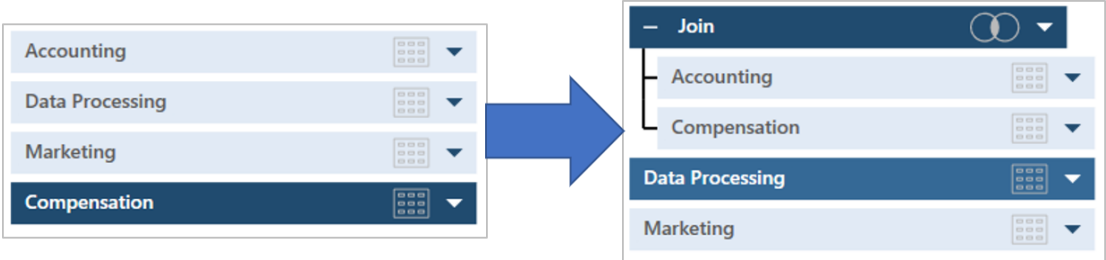 Accounting
Data Processing
Marketing
Compensation
Join
Accounting
Compensation
Data Processing
Marketing